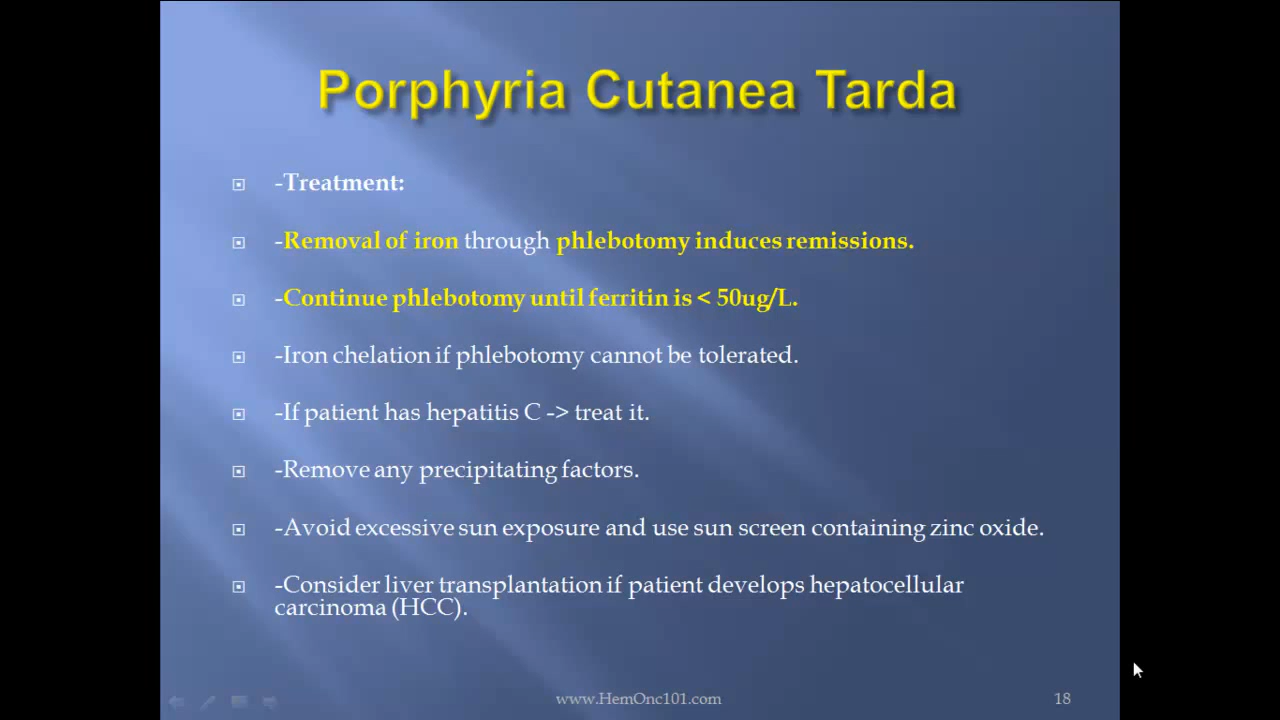 Porphyria Cutanea Tarda
-Treatment:
-Removal of iron through phlebotomy induces remissions.
-Continue phlebotomy until ferritin is < 50ug/L.
-Iron chelation if phlebotomy cannot be tolerated.
-If patient has hepatitis C -> treat it.
-Remove any precipitating factors.
-Avoid excessive sun exposure and use sun screen containing zinc oxide.
-Consider liver transplantation if patient develops hepatocellular
carcinoma (HCC).
www.HemOnc101.com
18